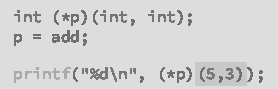 int (*p)(int, int);
p = add;
printf("%d\n", (*p)(5,3));